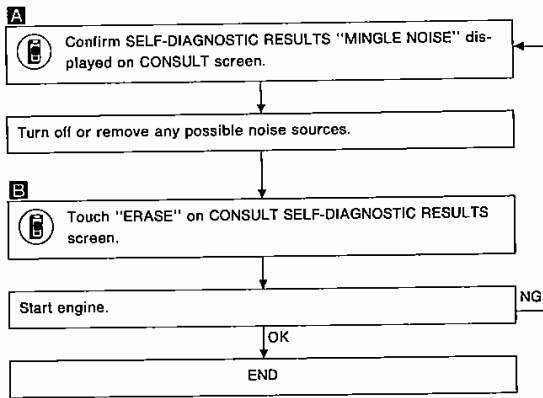 A
Confirm SELF-DIAGNOSTIC RESULTS "MINGLE NOISE" dis-
played on CONSULT screen.
Turn off or remove any possible noise sources.
B
Touch "ERASE" on CONSULT SELF-DIAGNOSTIC RESULTS
screen.
Start engine.
NG
OK
END